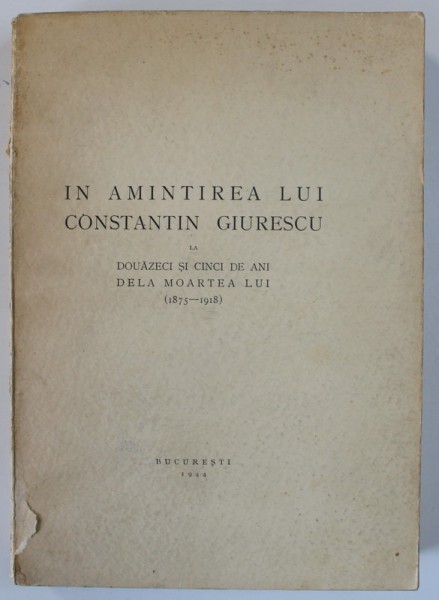 IN AMINTIREA LUI
CONSTANTIN GIURESCU
LA
DOUĂZECI ȘI CINCI DE ANI
DELA MOARTEA LUI
(1875—1918)
BUCUREȘTI
1944